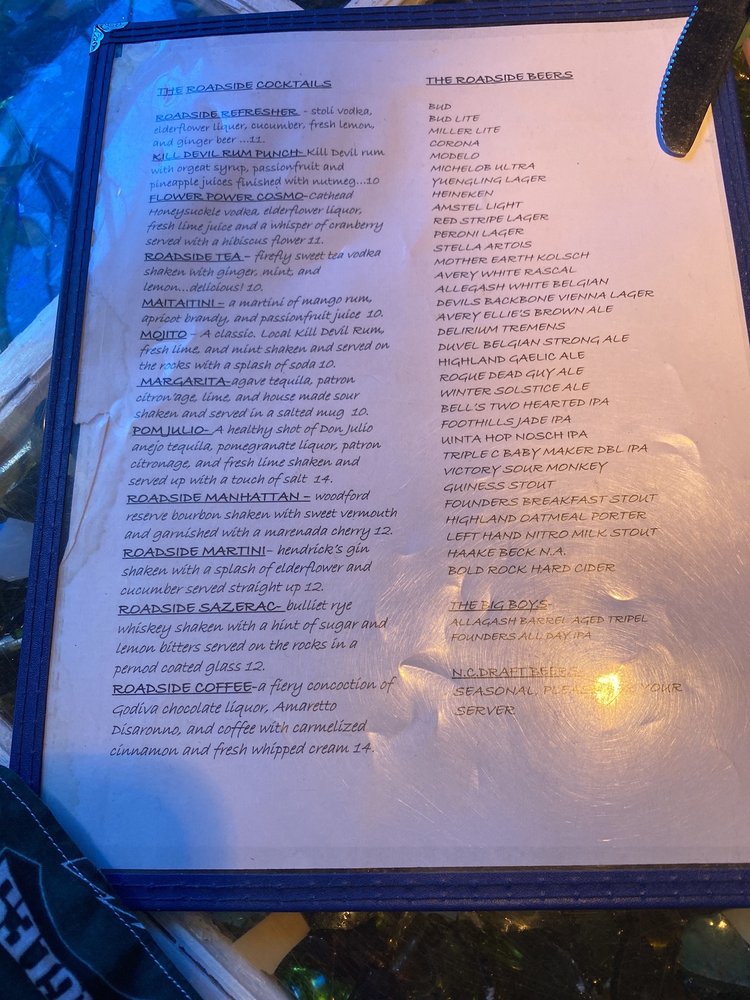 THE ROADSIDE COCKTAILS
ROADSIDE REFRESHER - stoli vodka,
elderflower liquer, cucumber, fresh lemon,
and ginger beer ...11.
KILL DEVIL RUM PUNCH- Kill Devil rum
with orgeat syrup, passionfruit and
pineapple juices finished with nutmeg...10
FLOWER POWER COSMO-Cathead
Honeysuckle vodka, elderflower liquor,
fresh lime juice and a whisper of cranberry
served with a hibiscus flower 11.
ROADSIDE TEA - firefly sweet tea vodka
shaken with ginger, mint, and
lemon...delicious! 10.
MAITAITINI - a martini of mango rum,
apricot brandy, and passionfruit juice 10.
MOJITO - A classic. Local Kill Devil Rum,
fresh lime, and mint shaken and served on
the rocks with a splash of soda 10.
MARGARITA-agave tequila, patron
citron'age, lime, and house made sour
shaken and served in a salted mug 10.
POMJULIO- A healthy shot of Don Julio
anejo tequila, pomegranate liquor, patron
citronage, and fresh lime shaken and
served up with a touch of salt 14.
ROADSIDE MANHATTAN - woodford
reserve bourbon shaken with sweet vermouth
and garnished with a marenada cherry 12.
ROADSIDE MARTINI- hendrick's gin
shaken with a splash of elderflower and
cucumber served straight up 12.
ROADSIDE SAZERAC- bulliet rye
whiskey shaken with a hint of sugar and
lemon bitters served on the rocks in a
pernod coated glass 12.
ROADSIDE COFFEE-a fiery concoction of
Godiva chocolate liquor, Amaretto
Disaronno, and coffee with carmelized
cinnamon and fresh whipped cream 14.
THE ROADSIDE BEERS
BUD
BUD LITE
MILLER LITE
CORONA
MODELO
MICHELOB ULTRA
YUENGLING LAGER
HEINEKEN
AMSTEL LIGHT
RED STRIPE LAGER
PERONI LAGER
STELLA ARTOIS
MOTHER EARTH KOLSCH
AVERY WHITE RASCAL
ALLEGASH WHITE BELGIAN
DEVILS BACKBONE VIENNA LAGER
AVERY ELLIE'S BROWN ALE
DELIRIUM TREMENS
DUVEL BELGIAN STRONG ALE
HIGHLAND GAELIC ALE
ROGUE DEAD GUY ALE
WINTER SOLSTICE ALE
BELL'S TWO HEARTED IPA
FOOTHILLS JADE IPA
UINTA HOP NOSCH IPA
TRIPLE C BABY MAKER DBL IPA
VICTORY SOUR MONKEY
GUINESS STOUT
FOUNDERS BREAKFAST STOUT
HIGHLAND OATMEAL PORTER
LEFT HAND NITRO MILK STOUT
HAAKE BECK N.A.
BOLD ROCK HARD CIDER
THE BIG BOYS-
ALLAGASH BARREL AGED TRIPEL
FOUNDERS ALL DAY IPA
N.C.DRAFT BEERS
SEASONAL, YOUR
SERVER